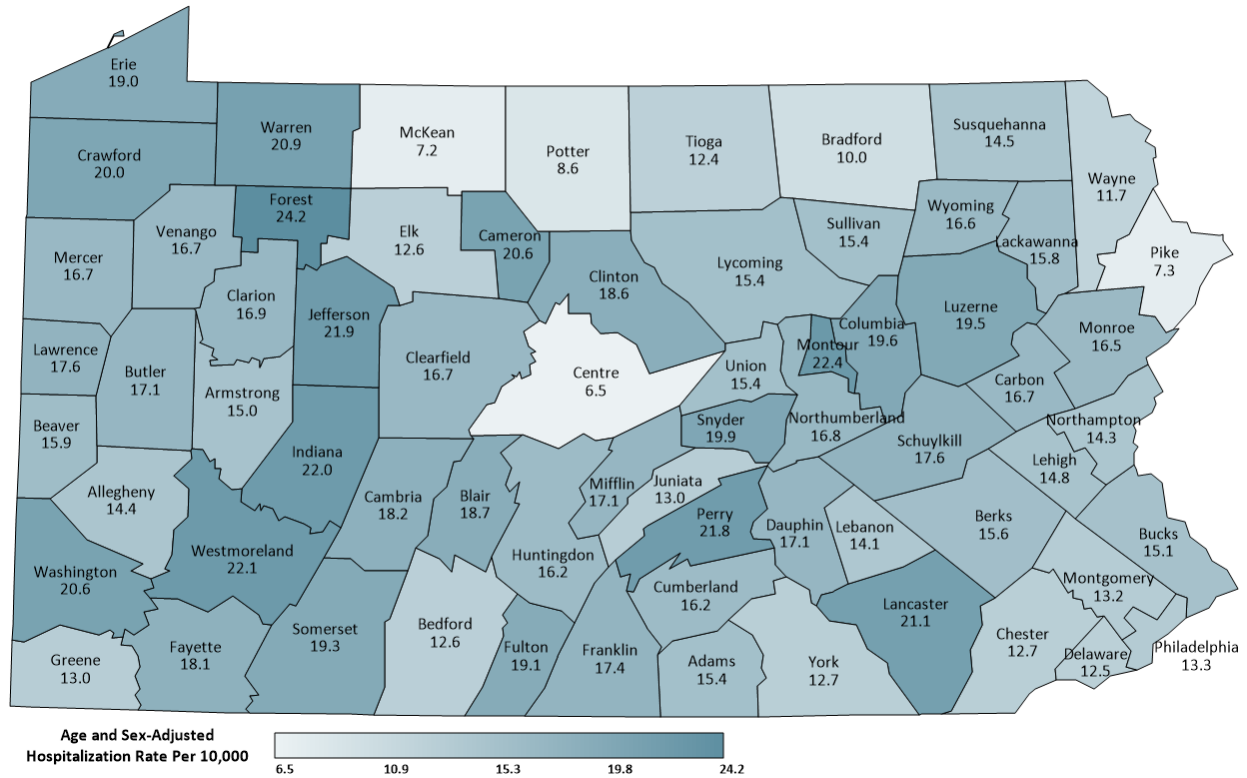 Erie
19.0
Warren
20.9
McKean
7.2
Potter
8.6
Tioga
12.4
Bradford
10.0
Susquehanna
14.5
Wayne
11.7
Crawford
20.0
Forest
24.2
Venango
16.7
Elk
12.6
Cameron
20.6
Sullivan
15.4
Wyoming
16.6
Lackawanna
15.8
Pike
7.3
Mercer
16.7
Clarion
16.9
Jefferson
21.9
Clinton
18.6
Lycoming
15.4
Luzerne
19.5
Columbia
19.6
Montour
22.4
Monroe
16.5
Lawrence
17.6
Butler
17.1
Armstrong
15.0
Clearfield
16.7
Centre
6.5
Union
15.4
Carbon
16.7
Beaver
15.9
Indiana
22.0
Snyder
19.9
Northumberland
16.8
Schuylkill
17.6
Northampton
14.3
Lehigh
14.8
Allegheny
14.4
Cambria
18.2
Blair
18.7
Mifflin
17.1
Juniata
13.0
Perry
21.8
Dauphin
17.1
Lebanon
14.1
Berks
15.6
Bucks
15.1
Westmoreland
22.1
Huntingdon
16.2
Washington
20.6
Cumberland
16.2
Lancaster
21.1
Montgomery
13.2
Greene
13.0
Fayette
18.1
Somerset
19.3
Bedford
12.6
Fulton
19.1
Franklin
17.4
Adams
15.4
York
12.7
Chester
12.7
Delaware
12.5
Philadelphia
13.3
Age and Sex-Adjusted
Hospitalization Rate Per 10,000
6.5 10.9 15.3 19.8 24.2